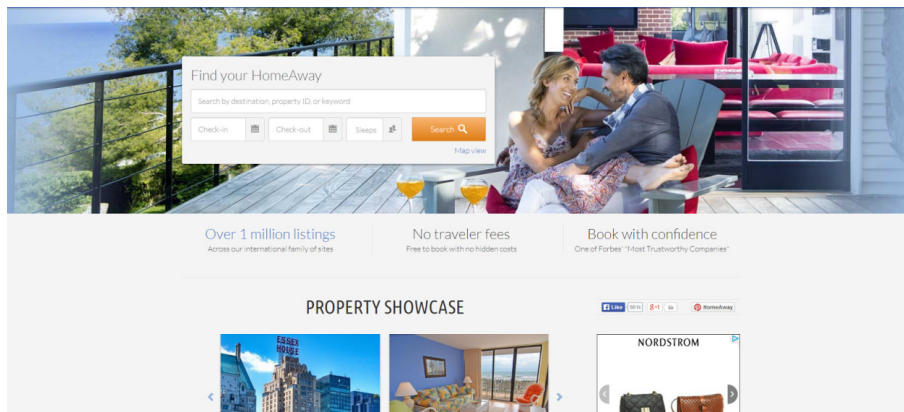 Find your HomeAway
Search by destination, property ID, or keyword
Check-in
Check-out
Sleeps
Search
Map view
Over 1 million listings
Across our international family of sites
No traveler fees
Free to book with no hidden costs
Book with confidence
One of Forbes' "Most Trustworthy Companies"
PROPERTY SHOWCASE
Like
g+1
HomeAway
ESSEX
HOUSE
NORDSTROM